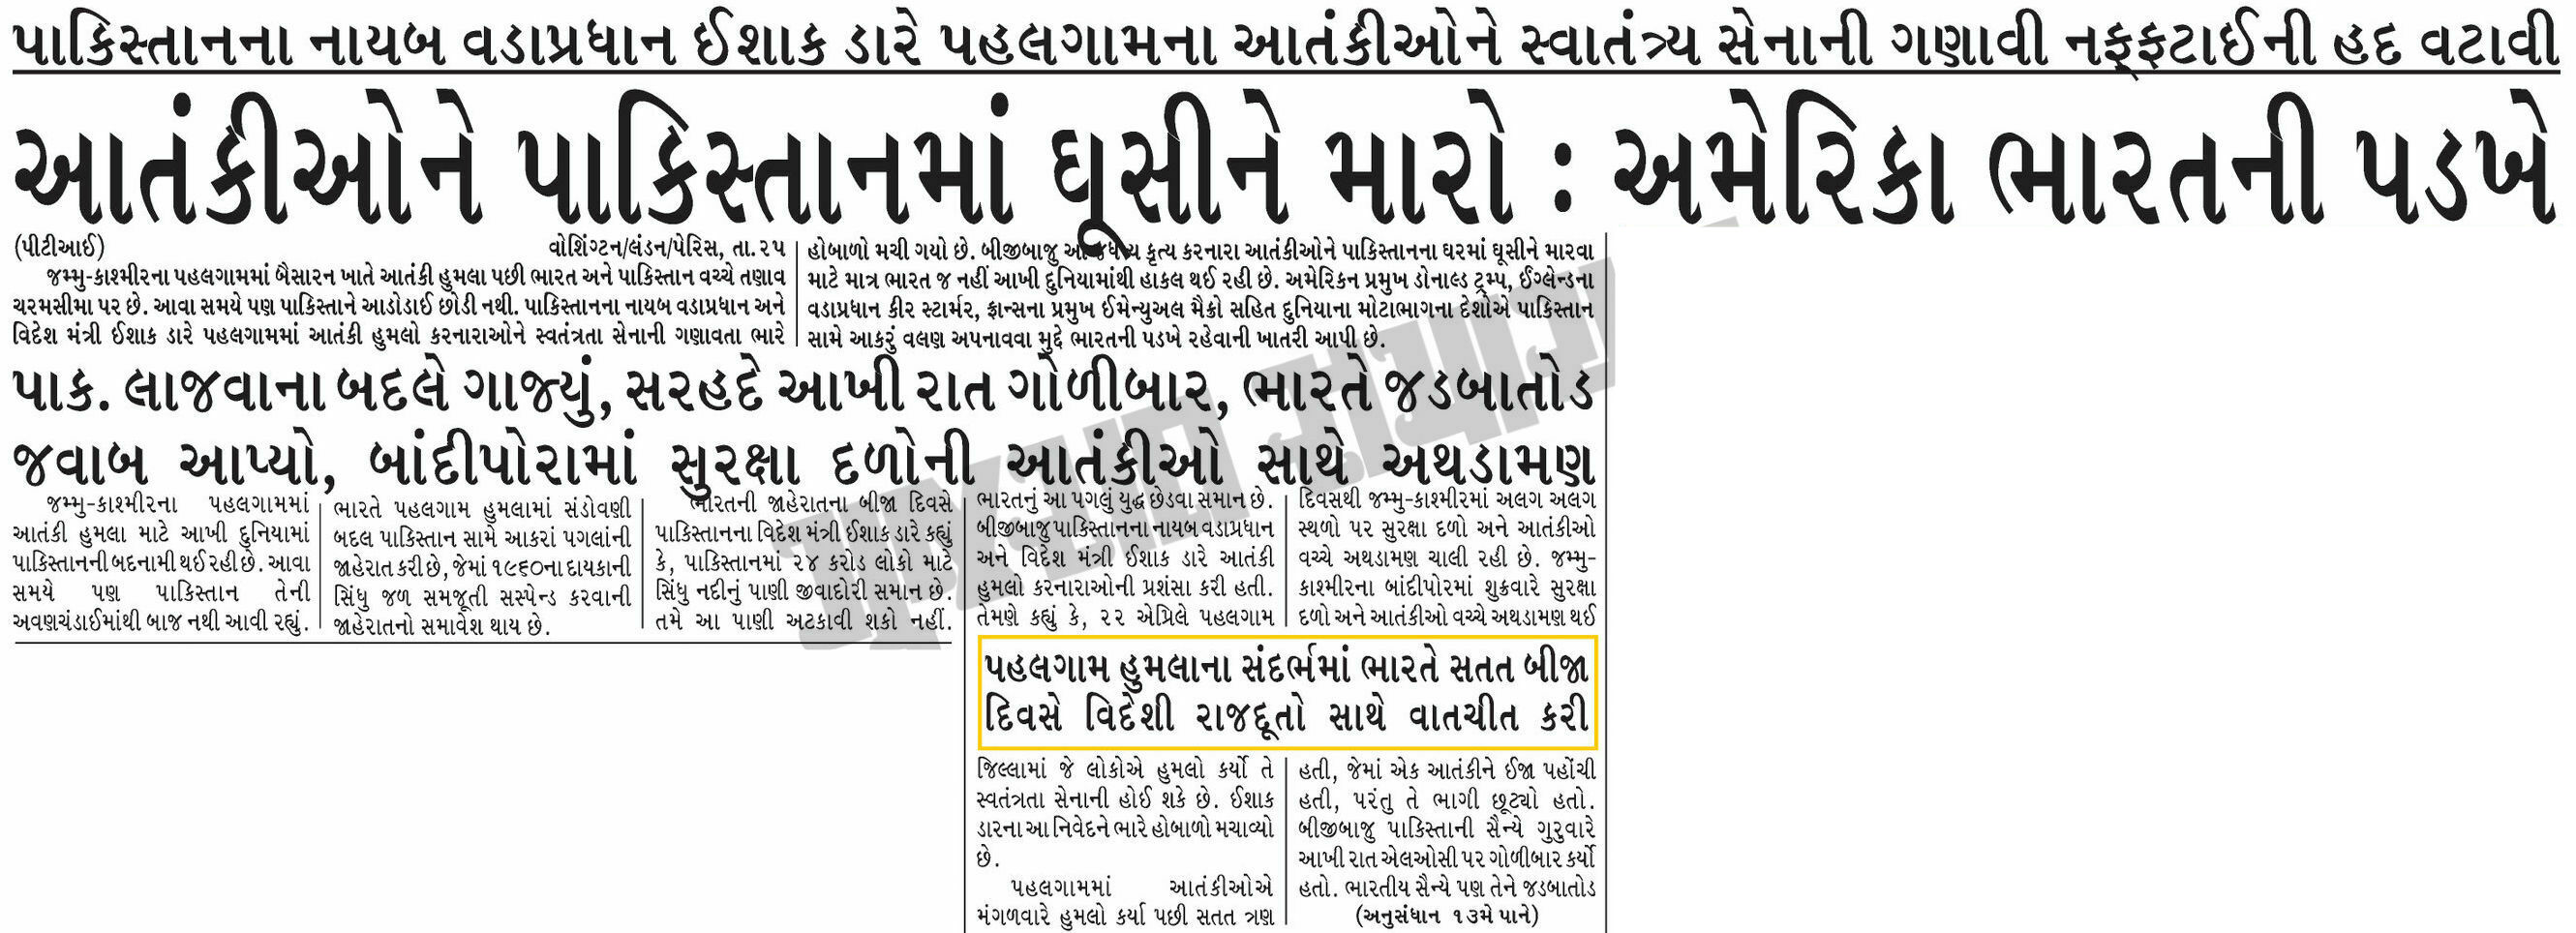 પાકિસ્તાનના નાયબ વડાપ્રધાન ઈશાક ડારે પહલગામના આતંકીઓને સ્વાતંત્ર્ય સેનાની ગણાવી નફ્ફટાઈની હદ વટાવી
આતંકીઓને પાકિસ્તાનમાં ઘૂસીને મારો : અમેરિકા ભારતની પડખે
(પીટીઆઈ) વોશિંગ્ટન/લંડન/પેરિસ, તા.૨૫
જમ્મુ-કાશ્મીરના પહલગામમાં બૈસારન ખાતે આતંકી હુમલા પછી ભારત અને પાકિસ્તાન વચ્ચે તણાવ
ચરમસીમા પર છે. આવા સમયે પણ પાકિસ્તાને આડોડાઈ છોડી નથી. પાકિસ્તાનના નાયબ વડાપ્રધાન અને
વિદેશ મંત્રી ઈશાક ડારે પહલગામમાં આતંકી હુમલો કરનારાઓને સ્વતંત્રતા સેનાની ગણાવતા ભારે
હોબાળો મચી ગયો છે. બીજીબાજુ આ જઘન્ય કૃત્ય કરનારા આતંકીઓને પાકિસ્તાનના ઘરમાં ઘૂસીને મારવા
માટે માત્ર ભારત જ નહીં આખી દુનિયામાંથી હાકલ થઈ રહી છે. અમેરિકન પ્રમુખ ડોનાલ્ડ ટ્રમ્પ, ઈંગ્લેન્ડના
વડાપ્રધાન કીર સ્ટાર્મર, ફ્રાન્સના પ્રમુખ ઈમેન્યુઅલ મૈક્રો સહિત દુનિયાના મોટાભાગના દેશોએ પાકિસ્તાન
સામે આકરું વલણ અપનાવવા મુદ્દે ભારતની પડખે રહેવાની ખાતરી આપી છે.
પાક. લાજવાના બદલે ગાજ્યું, સરહદે આખી રાત ગોળીબાર, ભારતે જડબાતોડ
જવાબ આપ્યો, બાંદીપોરામાં સુરક્ષા દળોની આતંકીઓ સાથે અથડામણ
જમ્મુ-કાશ્મીરના પહલગામમાં
આતંકી હુમલા માટે આખી દુનિયામાં
પાકિસ્તાનની બદનામી થઈ રહી છે. આવા
સમયે પણ પાકિસ્તાન તેની
અવળચંડાઈમાંથી બાજ નથી આવી રહ્યું.
ભારતે પહલગામ હુમલામાં સંડોવણી
બદલ પાકિસ્તાન સામે આકરાં પગલાંની
જાહેરાત કરી છે, જેમાં ૧૯૬૦ના દાયકાની
સિંધુ જળ સમજૂતી સસ્પેન્ડ કરવાની
જાહેરાતનો સમાવેશ થાય છે.
ભારતની જાહેરાતના બીજા દિવસે
પાકિસ્તાનના વિદેશ મંત્રી ઈશાક ડારે કહ્યું
કે, પાકિસ્તાનમાં ૨૪ કરોડ લોકો માટે
સિંધુ નદીનું પાણી જીવાદોરી સમાન છે.
તમે આ પાણી અટકાવી શકો નહીં.
ભારતનું આ પગલું યુદ્ધ છેડવા સમાન છે.
બીજીબાજુ પાકિસ્તાનના નાયબ વડાપ્રધાન
અને વિદેશ મંત્રી ઈશાક ડારે આતંકી
હુમલો કરનારાઓની પ્રશંસા કરી હતી.
તેમણે કહ્યું કે, ૨૨ એપ્રિલે પહલગામ
દિવસથી જમ્મુ-કાશ્મીરમાં અલગ અલગ
સ્થળો પર સુરક્ષા દળો અને આતંકીઓ
વચ્ચે અથડામણ ચાલી રહી છે. જમ્મુ-
કાશ્મીરના બાંદીપોરમાં શુક્રવારે સુરક્ષા
દળો અને આતંકીઓ વચ્ચે અથડામણ થઈ
પહલગામ હુમલાના સંદર્ભમાં ભારતે સતત બીજા
દિવસે વિદેશી રાજદૂતો સાથે વાતચીત કરી
જિલ્લામાં જે લોકોએ હુમલો કર્યો તે
સ્વતંત્રતા સેનાની હોઈ શકે છે. ઈશાક
ડારના આ નિવેદને ભારે હોબાળો મચાવ્યો
છે.
પહલગામમાં આતંકીઓએ
મંગળવારે હુમલો કર્યા પછી સતત ત્રણ
હતી, જેમાં એક આતંકીને ઈજા પહોંચી
હતી, પરંતુ તે ભાગી છૂટ્યો હતો.
બીજીબાજુ પાકિસ્તાની સૈન્યે ગુરુવારે
આખી રાત એલઓસી પર ગોળીબાર કર્યો
હતો. ભારતીય સૈન્યે પણ તેને જડબાતોડ
(અનુસંધાન ૧૩મે પાને)